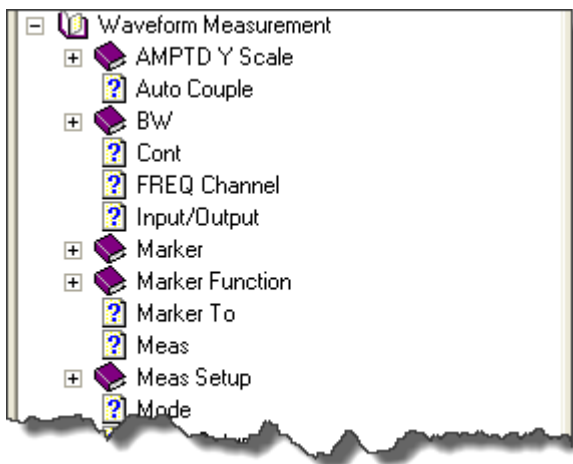 Waveform Measurement
AMPTD Y Scale
Auto Couple
BW
Cont
FREQ Channel
Input/Output
Marker
Marker Function
Marker To
Meas
Meas Setup
Mode